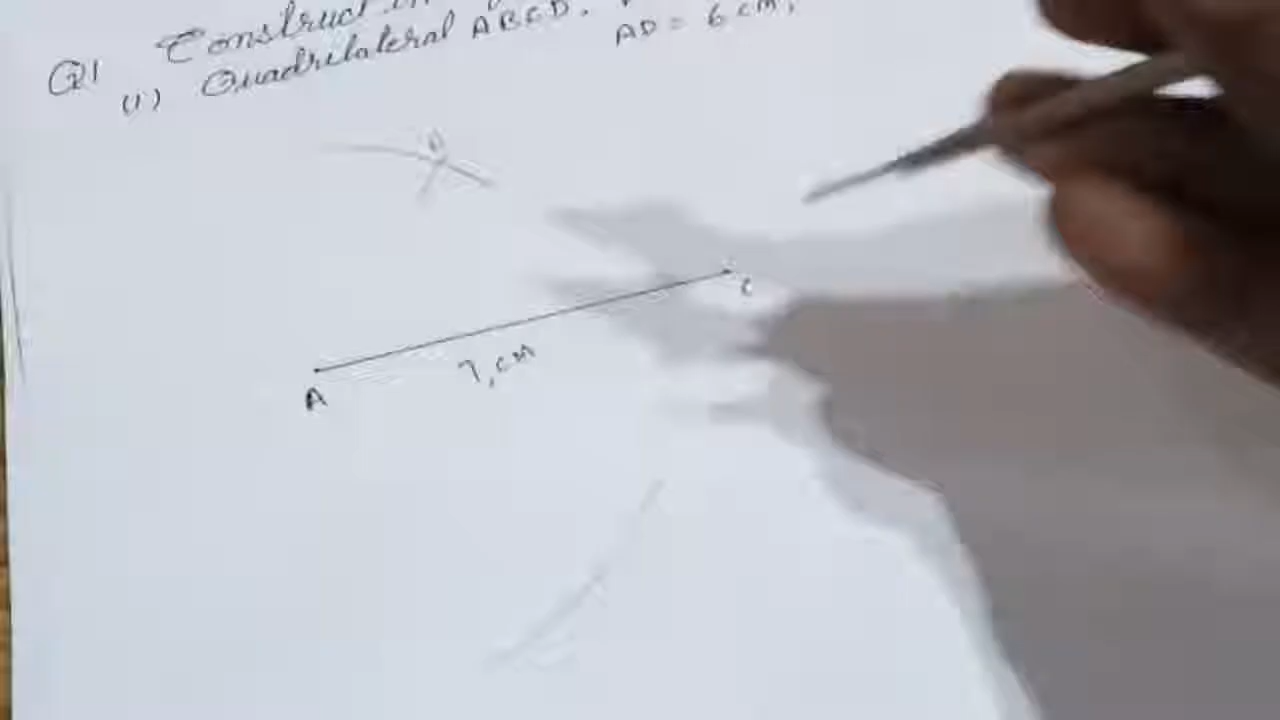 Q1 Construct
(i) Quadrilateral ABCD.
AD = 6 cm,
D
C
7 cm
A